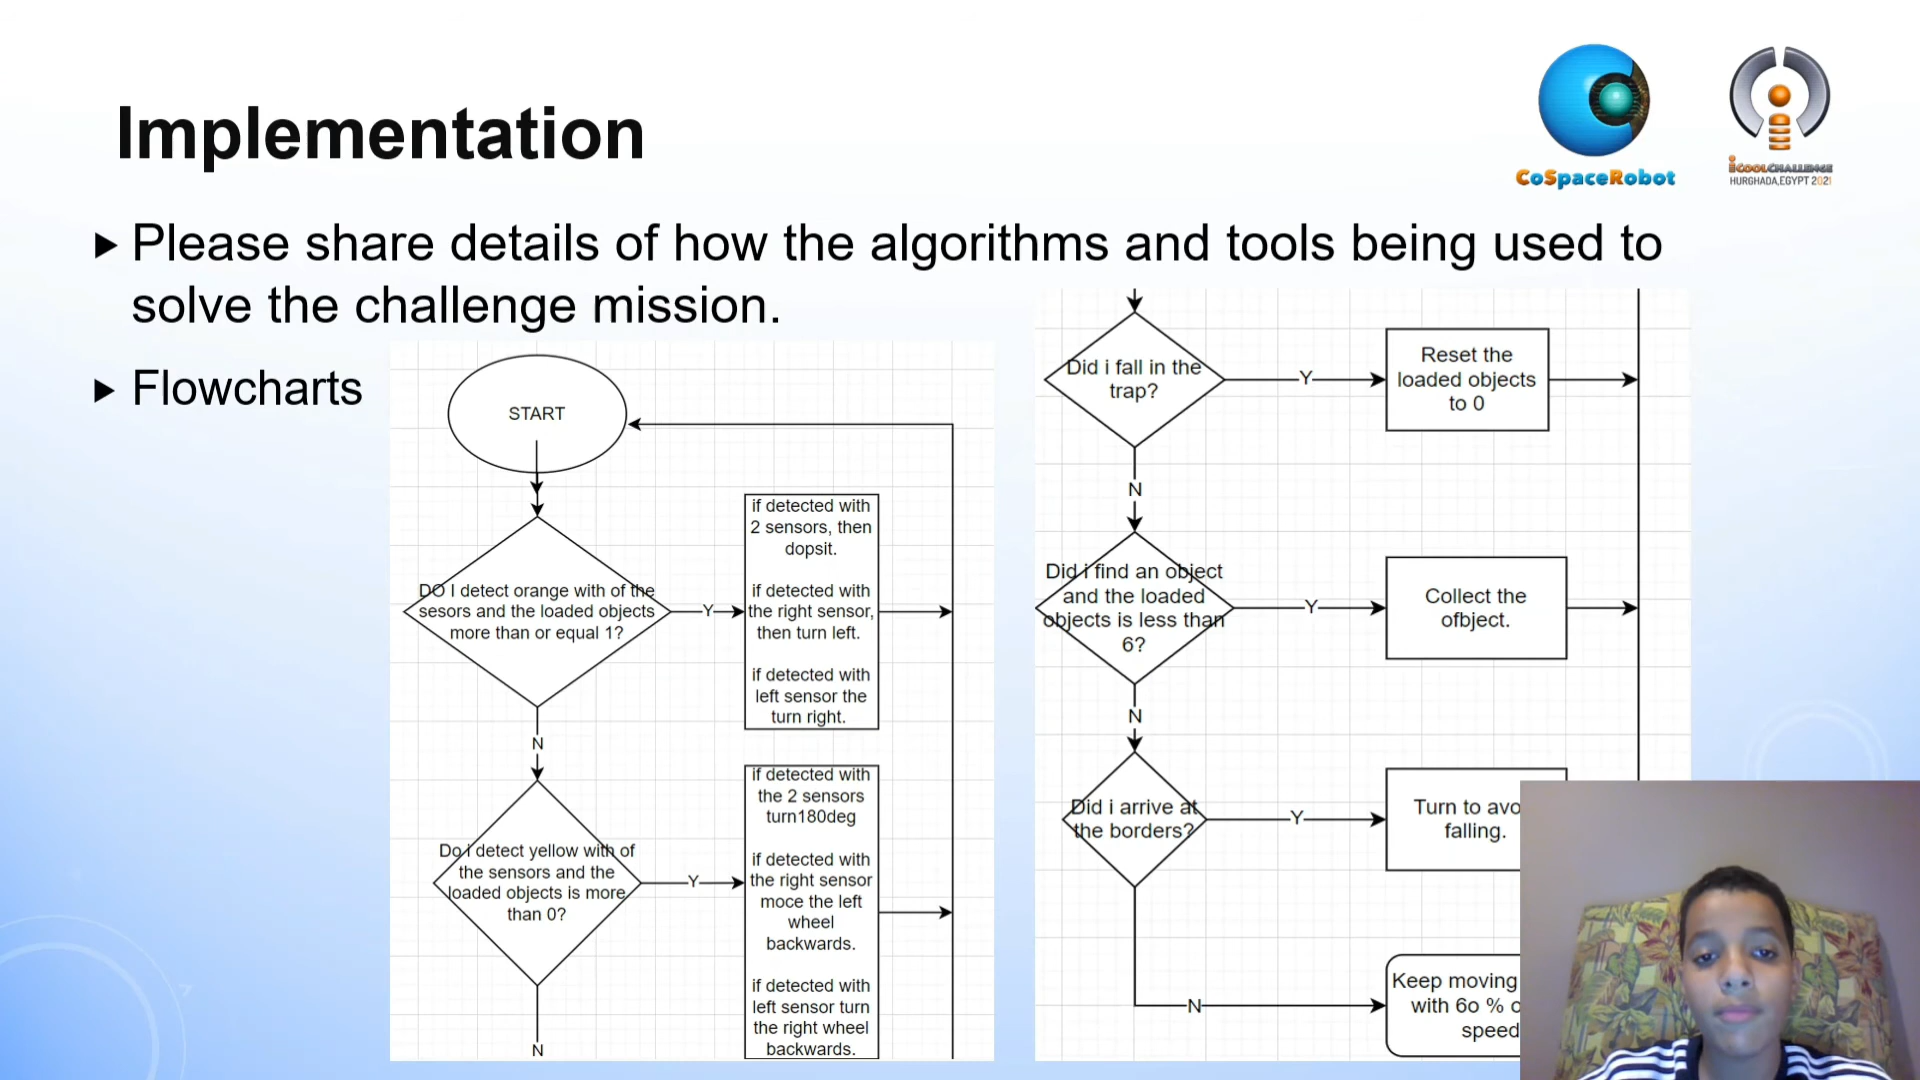 Implementation
CoSpaceRobot
iCOOLCHALLENGE
HURGHADA,EGYPT 2021
Please share details of how the algorithms and tools being used to
solve the challenge mission.
Flowcharts
START
DO I detect orange with of the
sesors and the loaded objects
more than or equal 1?
Y
if detected with
2 sensors, then
dopsit.
if detected with
the right sensor,
then turn left.
if detected with
left sensor the
turn right.
N
Do i detect yellow with of
the sensors and the
loaded objects is more
than 0?
Y
if detected with
the 2 sensors
turn180deg
if detected with
the right sensor
moce the left
wheel
backwards.
if detected with
left sensor turn
the right wheel
backwards.
N
Did i fall in the
trap?
Y
Reset the
loaded objects
to 0
N
Did i find an object
and the loaded
objects is less than
6?
Y
Collect the
ofbject.
N
Did i arrive at
the borders?
Y
Turn to avo
falling.
N
Keep moving
with 6o % o
speed